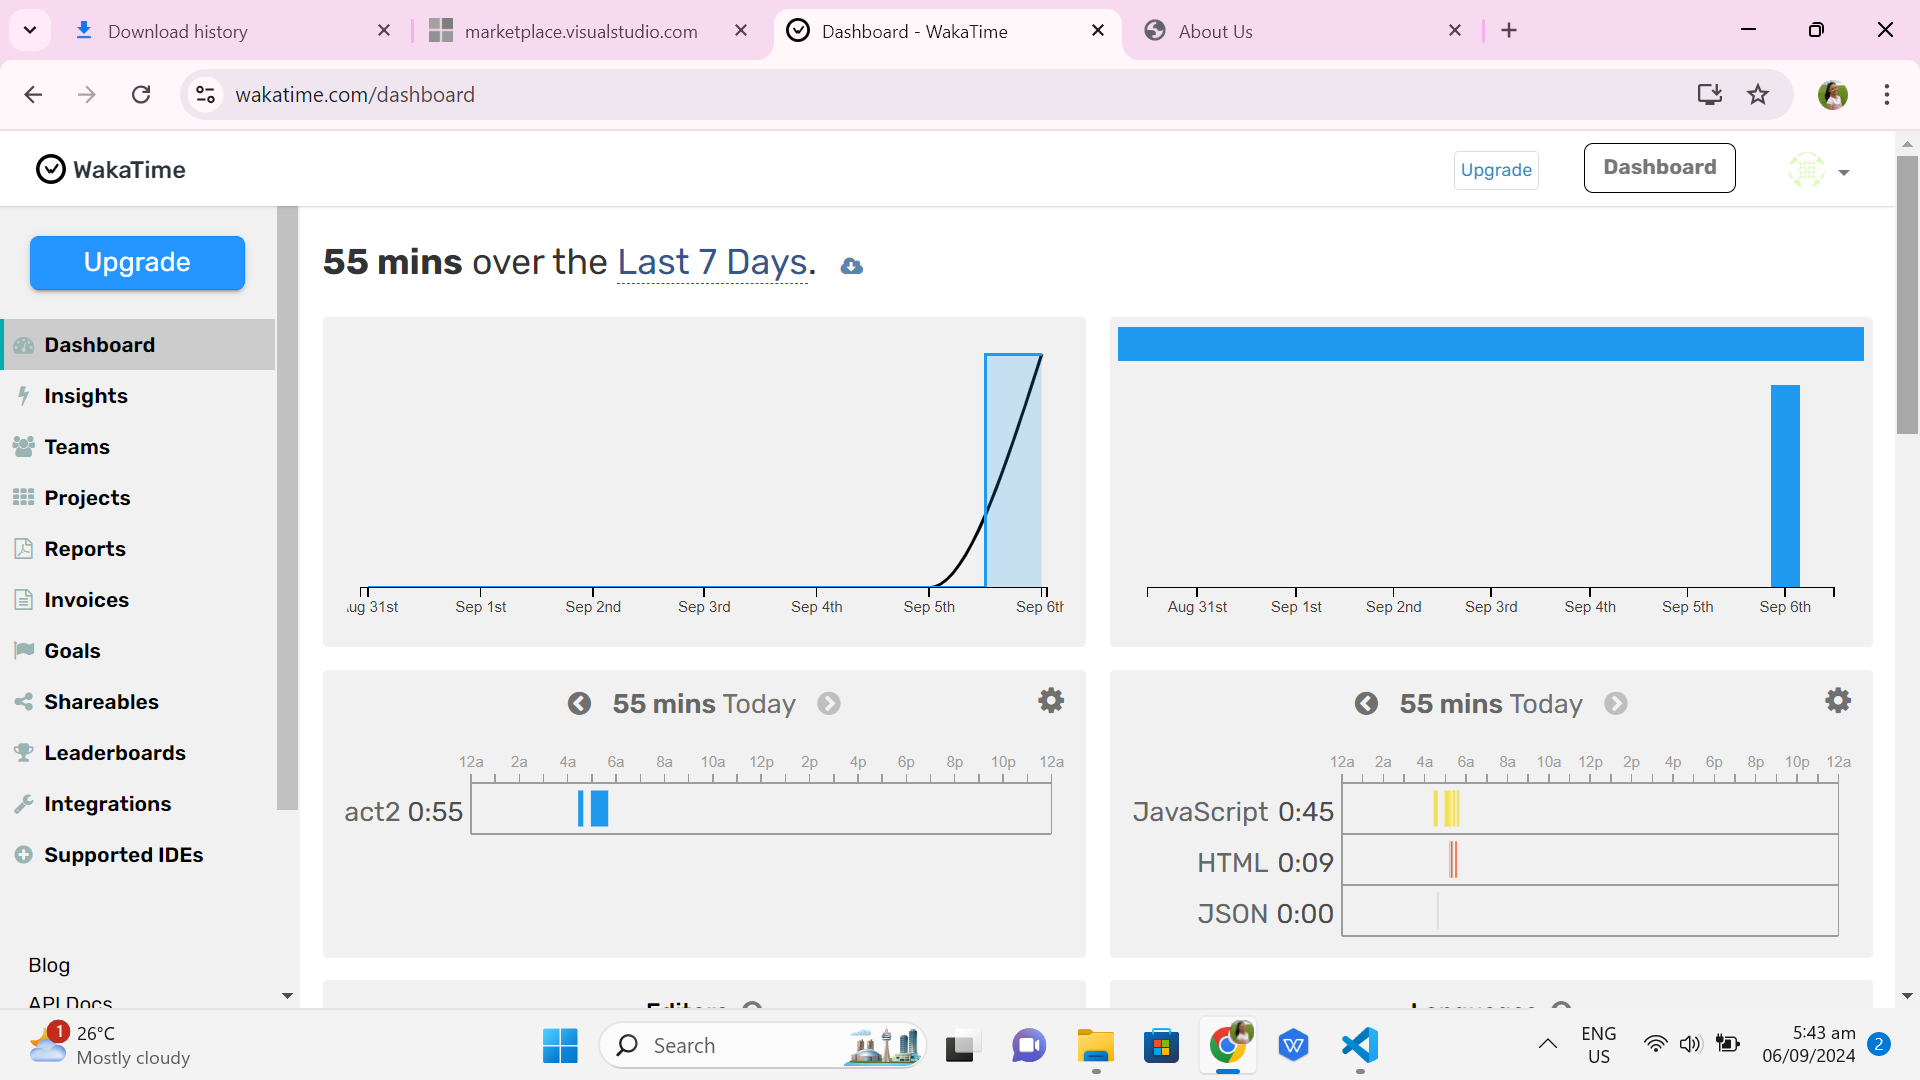 Download history
marketplace.visualstudio.com
Dashboard - WakaTime
About Us
wakatime.com/dashboard
WakaTime
Upgrade
Dashboard
Upgrade
Dashboard
Insights
Teams
Projects
Reports
Invoices
Goals
Shareables
Leaderboards
Integrations
Supported IDEs
Blog
API Docs
55 mins over the Last 7 Days.
ug 31st Sep 1st Sep 2nd Sep 3rd Sep 4th Sep 5th Sep 6th
Aug 31st Sep 1st Sep 2nd Sep 3rd Sep 4th Sep 5th Sep 6th
55 mins Today
12a 2a 4a 6a 8a 10a 12p 2p 4p 6p 8p 10p 12a
act2 0:55
55 mins Today
12a 2a 4a 6a 8a 10a 12p 2p 4p 6p 8p 10p 12a
JavaScript 0:45
HTML 0:09
JSON 0:00
Editors
Languages
1
26°C
Mostly cloudy
Search
W
ENG
US
5:43 am
06/09/2024
2